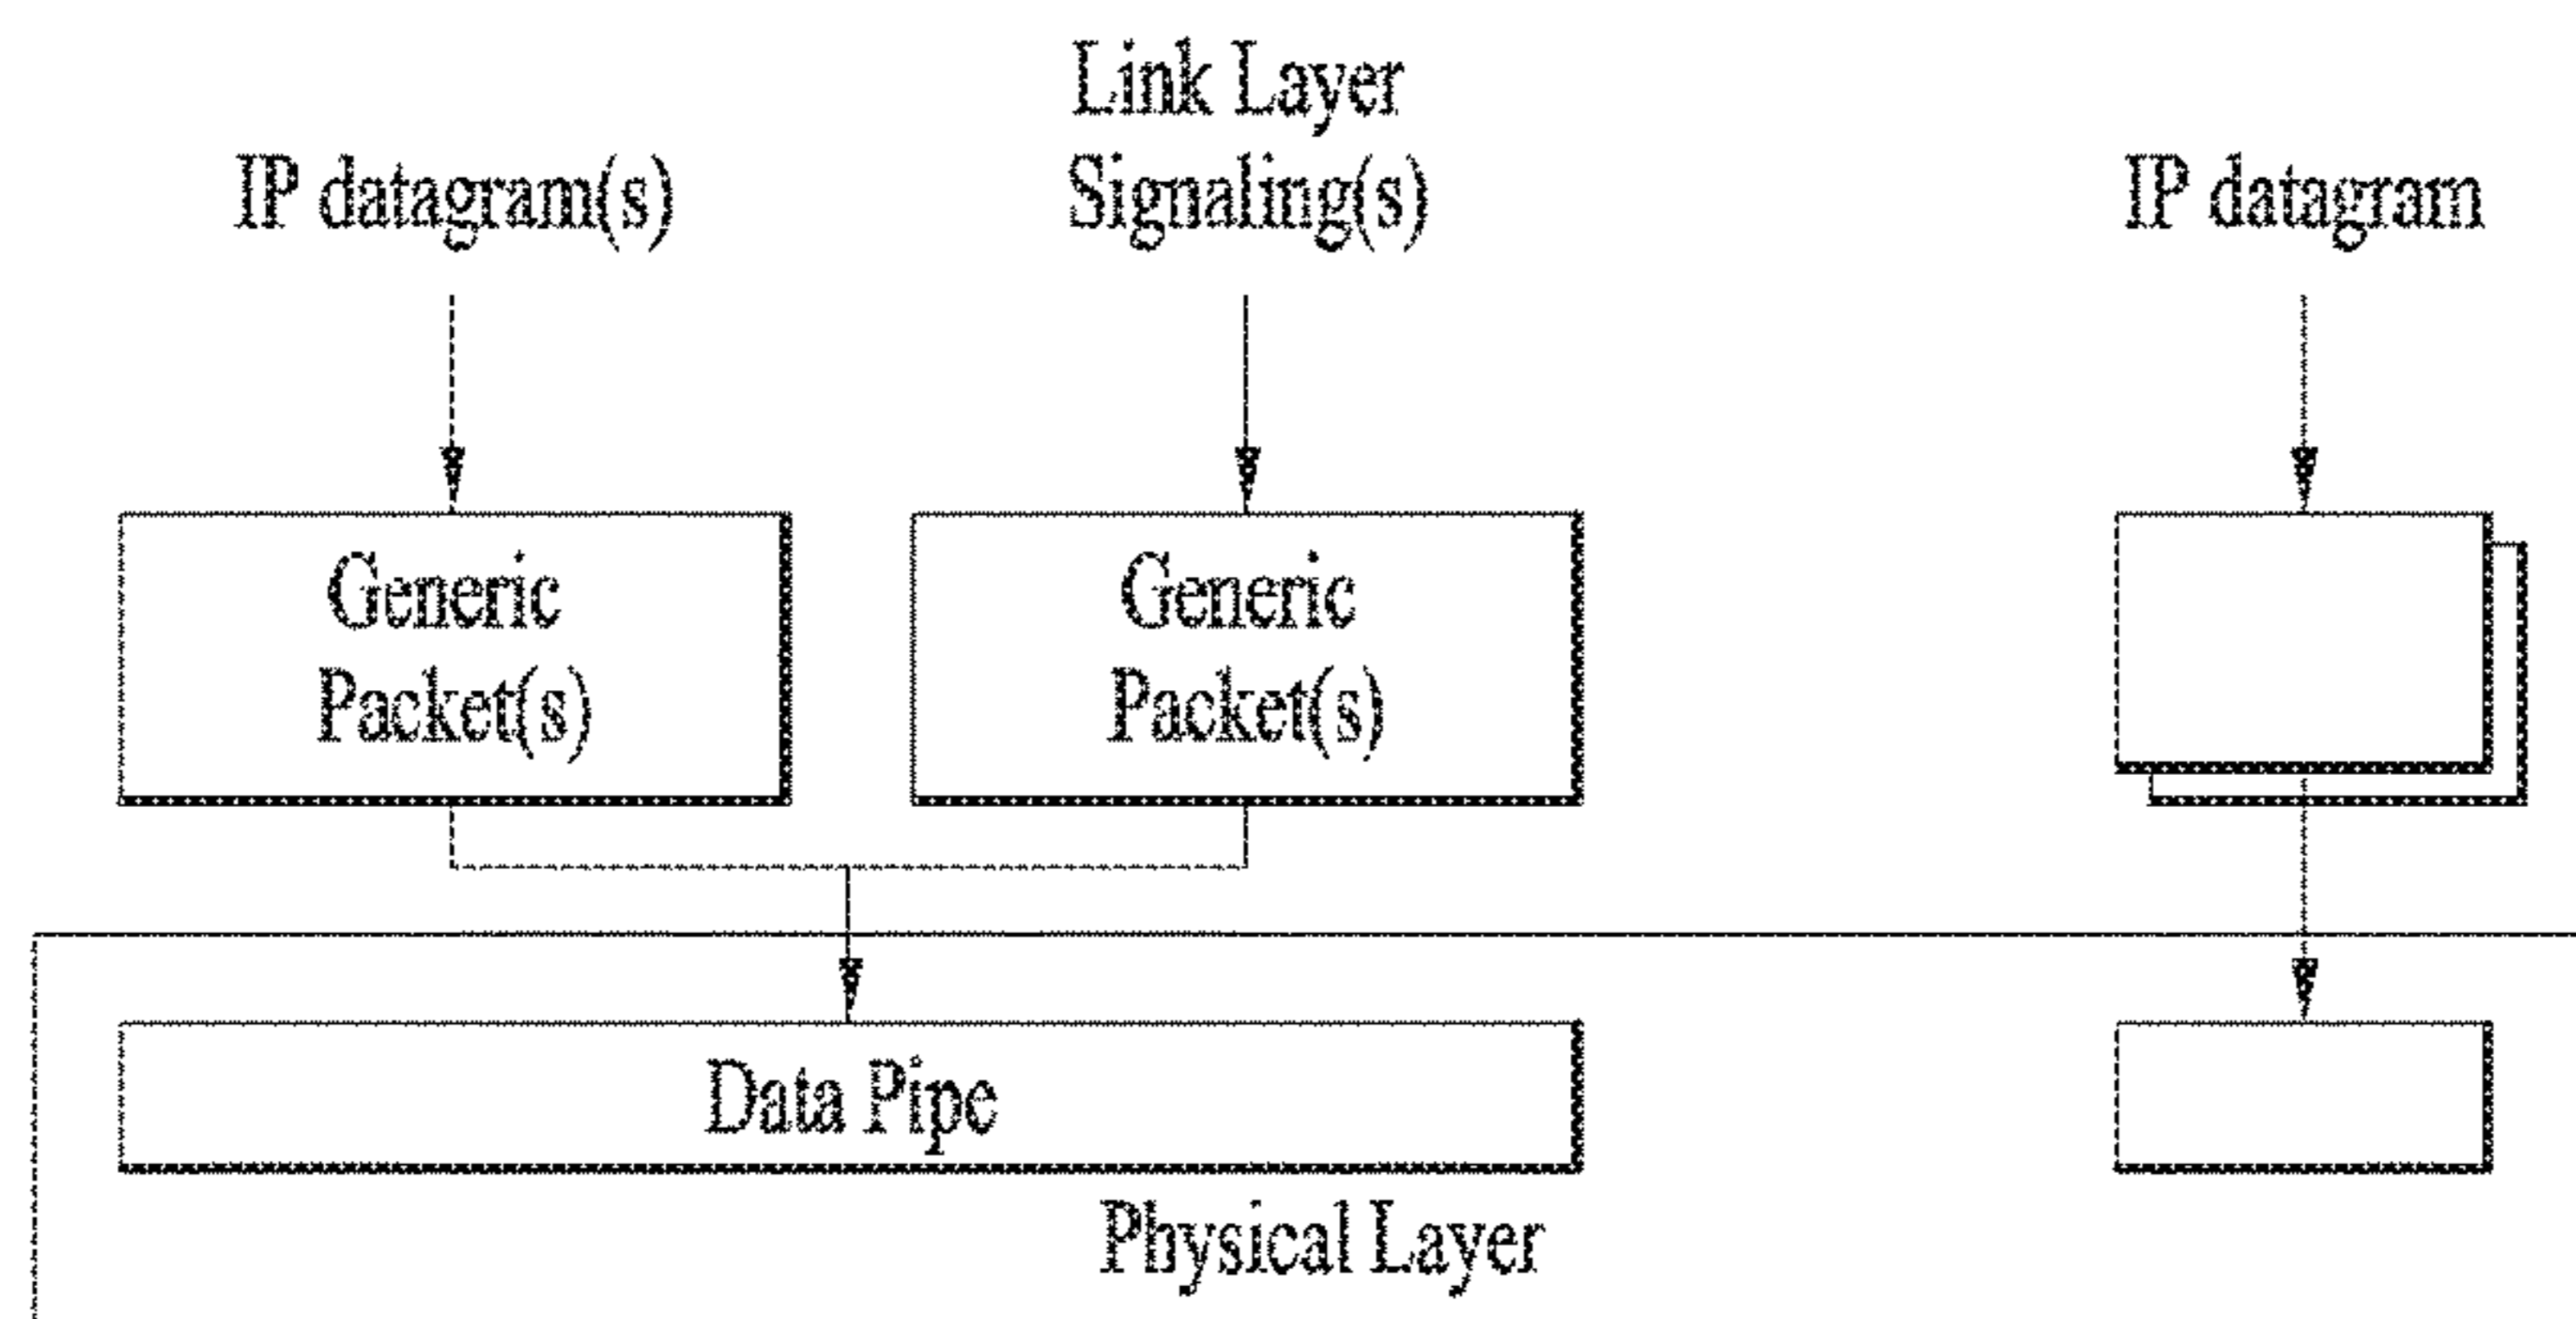 Link Layer
IP datagram(s)
Signaling(s)
IP datagram
Generic
Packet(s)
Generic
Packet(s)
Data Pipe
Physical Layer